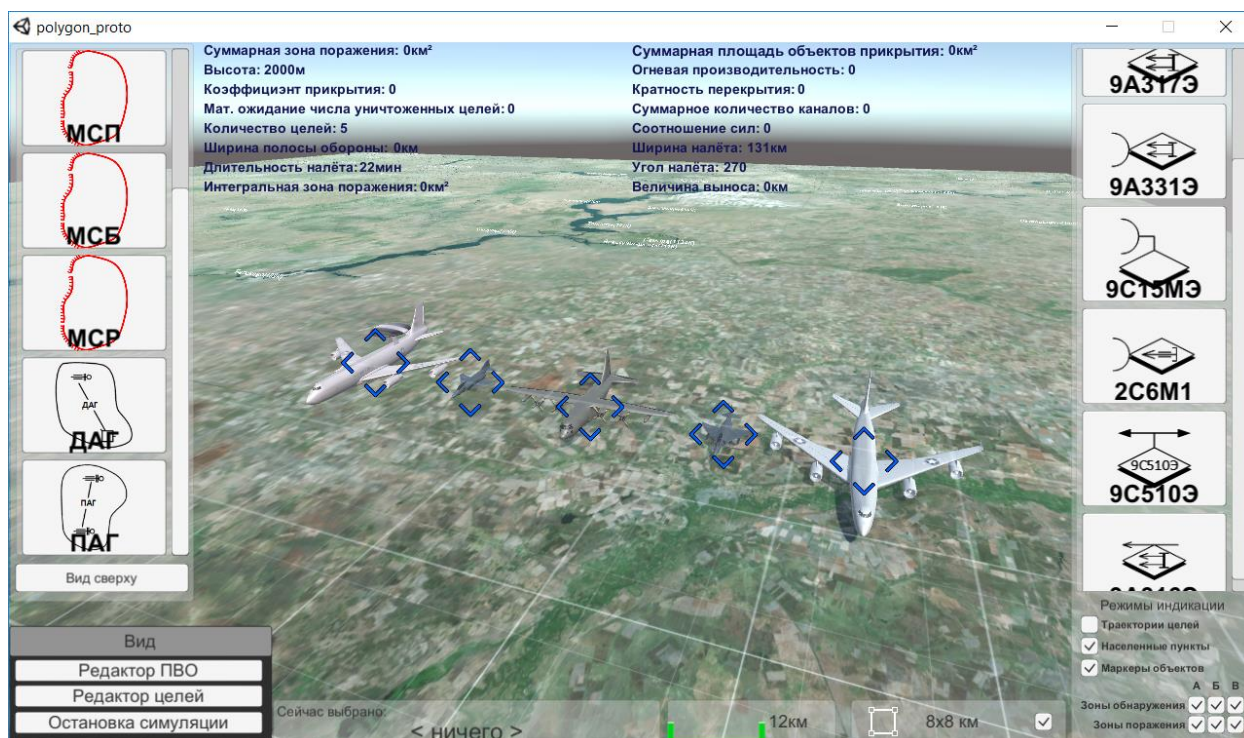 polygon_proto
МСП
МСБ
МСР
ДАГ
ДАГ
ПАГ
ПАГ
Вид сверху
Вид
Редактор ПВО
Редактор целей
Остановка симуляции
Суммарная зона поражения: 0км²
Высота: 2000м
Коэффициэнт прикрытия: 0
Мат. ожидание числа уничтоженных целей: 0
Количество целей: 5
Ширина полосы обороны: 0км
Длительность налёта: 22мин
Интегральная зона поражения: 0км²
Суммарная площадь объектов прикрытия: 0км²
Огневая производительность: 0
Кратность перекрытия: 0
Суммарное количество каналов: 0
Соотношение сил: 0
Ширина налёта: 131км
Угол налёта: 270
Величина выноса: 0км
Сейчас выбрано:
< ничего >
12км
8x8 км
9А317Э
9А331Э
9С15МЭ
2С6М1
9С510Э
9С510Э
Режимы индикации
Траектории целей
Населенные пункты
Маркеры объектов
А Б В
Зоны обнаружения
Зоны поражения